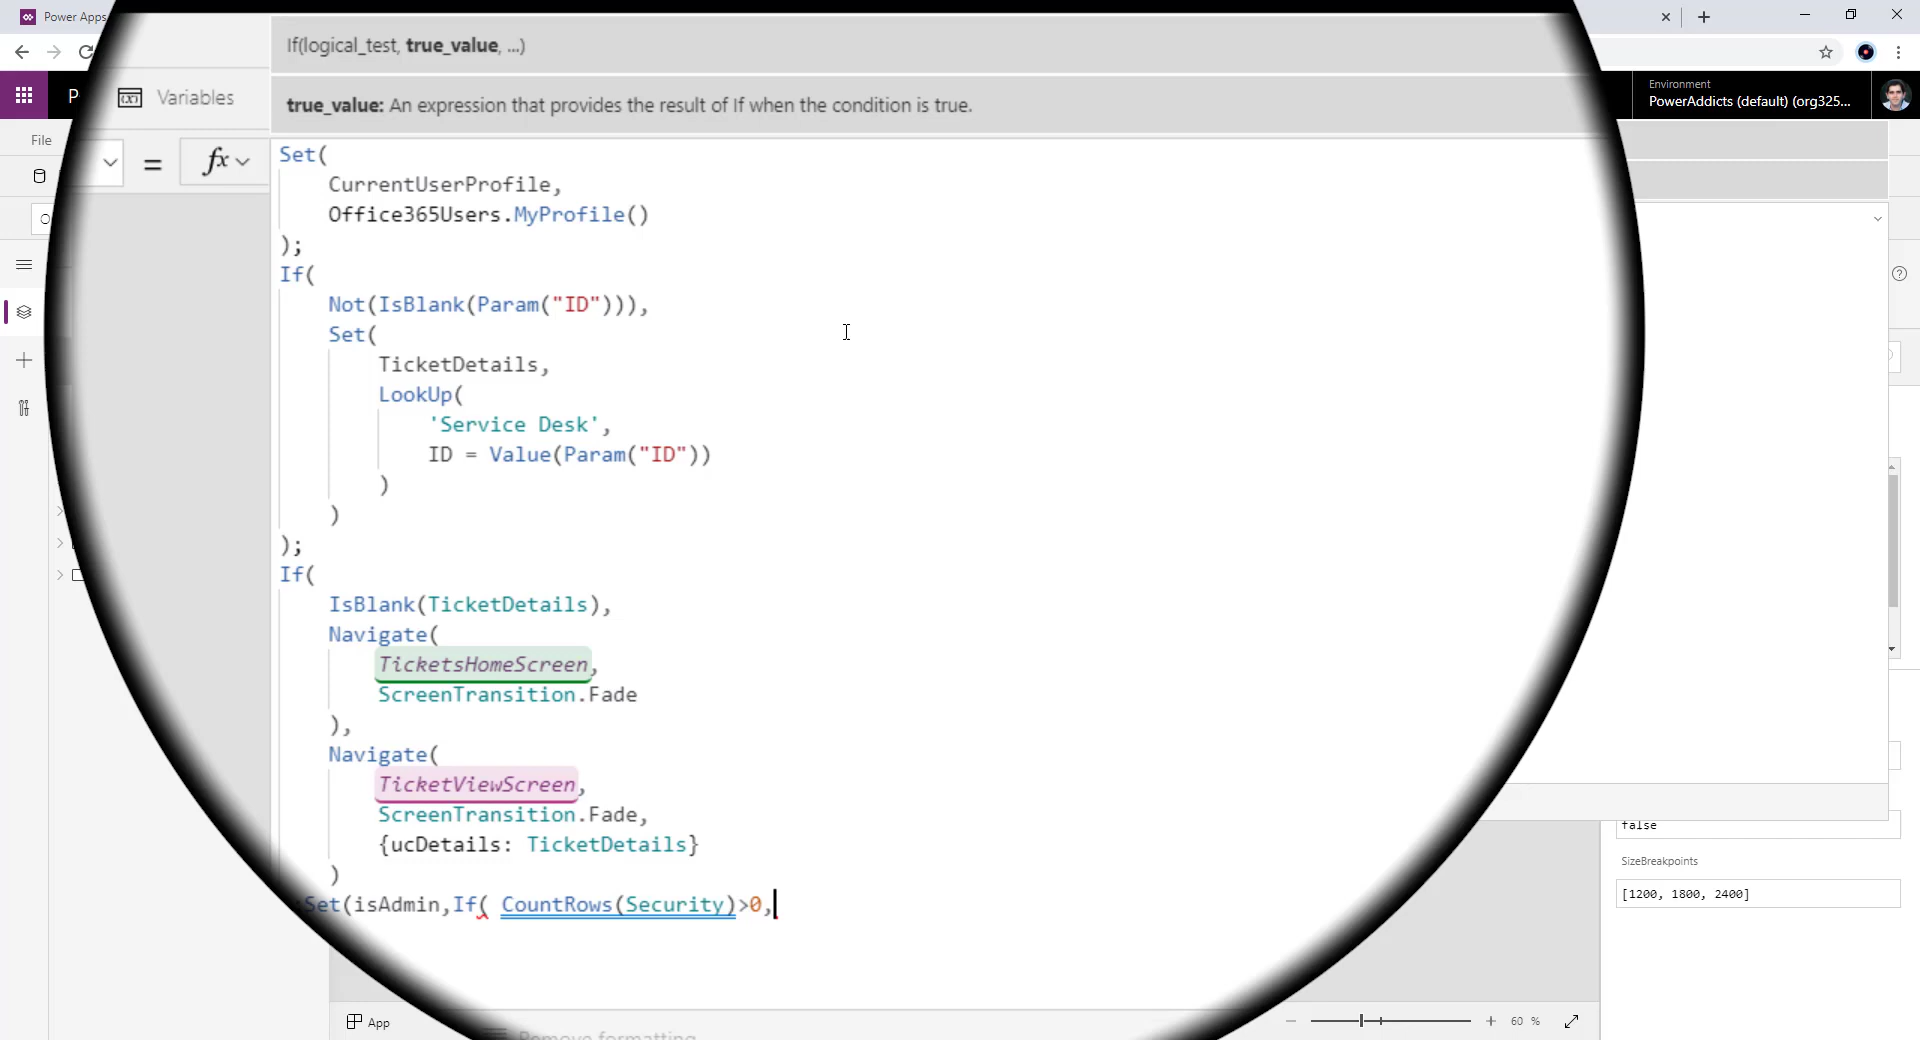 Power Apps
If(logical_test, true_value, ...)
Environment
PowerAddicts (default) (org325...
P
Variables
true_value: An expression that provides the result of If when the condition is true.
File
= fx
Set(
CurrentUserProfile,
Office365Users.MyProfile()
);
If(
Not(IsBlank(Param("ID"))),
Set(
TicketDetails,
LookUp(
'Service Desk',
ID = Value(Param("ID"))
)
)
);
If(
IsBlank(TicketDetails),
Navigate(
TicketsHomeScreen,
ScreenTransition.Fade
),
Navigate(
TicketViewScreen,
ScreenTransition.Fade,
{ucDetails: TicketDetails}
)
Set(isAdmin,If( CountRows(Security)>0,
false
SizeBreakpoints
[1200, 1800, 2400]
Remove formatting
App
60 %